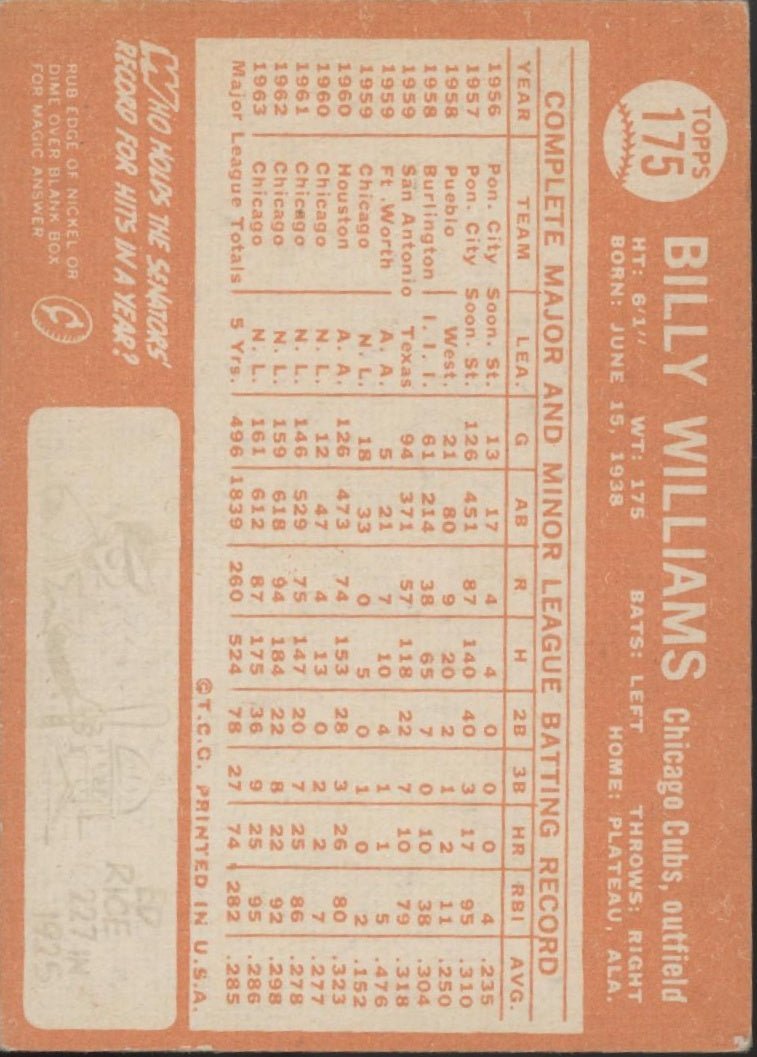 TOPPS
175
BILLY WILLIAMS Chicago Cubs, outfield
HT: 6'1" WT: 175 BATS: LEFT THROWS: RIGHT
BORN: JUNE 15, 1938 HOME: PLATEAU, ALA.
COMPLETE MAJOR AND MINOR LEAGUE BATTING RECORD
YEAR TEAM LEA. G AB R H 2B 3B HR RBI AVG.
1956 Pon. City Soon. St. 13 17 4 4 0 0 0 4 .235
1957 Pon. City Soon. St. 126 451 87 140 40 3 17 95 .310
1958 Pueblo West. 21 80 9 20 2 1 2 11 .250
1958 Burlington I. I. I. 61 214 38 65 7 0 10 38 .304
1959 San Antonio Texas 94 371 57 118 22 7 10 79 .318
1959 Ft. Worth A. A. 5 21 7 10 4 1 1 5 .476
1959 Chicago N. L. 18 33 0 5 0 1 0 2 .152
1960 Houston A. A. 126 473 74 153 28 3 26 80 .323
1960 Chicago N. L. 12 47 4 13 0 2 2 7 .277
1961 Chicago N. L. 146 529 75 147 20 7 25 86 .278
1962 Chicago N. L. 159 618 94 184 22 8 22 92 .298
1963 Chicago N. L. 161 612 87 175 36 9 25 95 .286
Major League Totals 5 Yrs. 496 1839 260 524 78 27 74 282 .285
©T.C.G. PRINTED IN U.S.A.
WHO HOLDS THE SENATORS'
RECORD FOR HITS IN A YEAR?
RUB EDGE OF NICKEL OR
DIME OVER BLANK BOX
FOR MAGIC ANSWER
ED
RICE
227 IN
1925